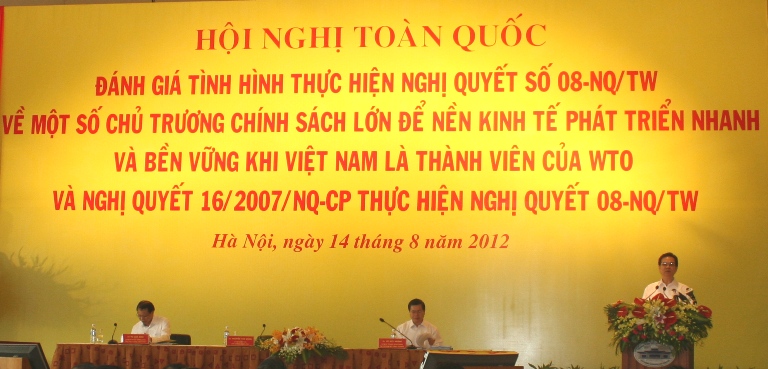 HỘI NGHỊ TOÀN QUỐC
ĐÁNH GIÁ TÌNH HÌNH THỰC HIỆN NGHỊ QUYẾT SỐ 08-NQ/TW
VỀ MỘT SỐ CHỦ TRƯƠNG CHÍNH SÁCH LỚN ĐỂ NỀN KINH TẾ PHÁT TRIỂN NHANH
VÀ BỀN VỮNG KHI VIỆT NAM LÀ THÀNH VIÊN CỦA WTO
VÀ NGHỊ QUYẾT 16/2007/NQ-CP THỰC HIỆN NGHỊ QUYẾT 08-NQ/TW
Hà Nội, ngày 14 tháng 8 năm 2012